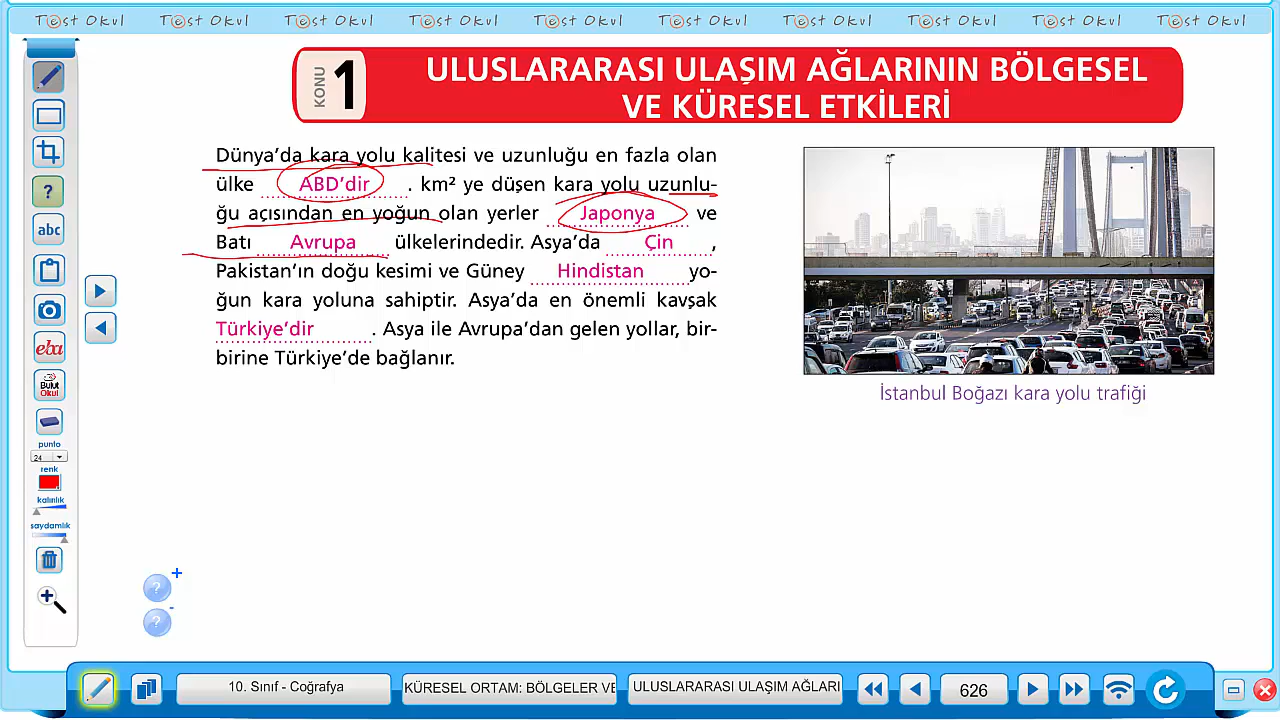 Test Okul Test Okul Test Okul Test Okul Test Okul Test Okul Test Okul Test Okul Test Okul Test Okul
KONU 1
ULUSLARARASI ULAŞIM AĞLARININ BÖLGESEL
VE KÜRESEL ETKİLERİ
Dünya’da kara yolu kalitesi ve uzunluğu en fazla olan
ülke ABD’dir . km² ye düşen kara yolu uzunlu-
ğu açısından en yoğun olan yerler Japonya ve
Batı Avrupa ülkelerindedir. Asya’da Çin ,
Pakistan’ın doğu kesimi ve Güney Hindistan yo-
ğun kara yoluna sahiptir. Asya’da en önemli kavşak
Türkiye’dir . Asya ile Avrupa’dan gelen yollar, bir-
birine Türkiye’de bağlanır.
İstanbul Boğazı kara yolu trafiği
?
abc
eba
Bulut
Okul
punto
24
renk
kalınlık
saydamlık
? +
? -
10. Sınıf - Coğrafya
KÜRESEL ORTAM: BÖLGELER VE
ULUSLARARASI ULAŞIM AĞLARI
626